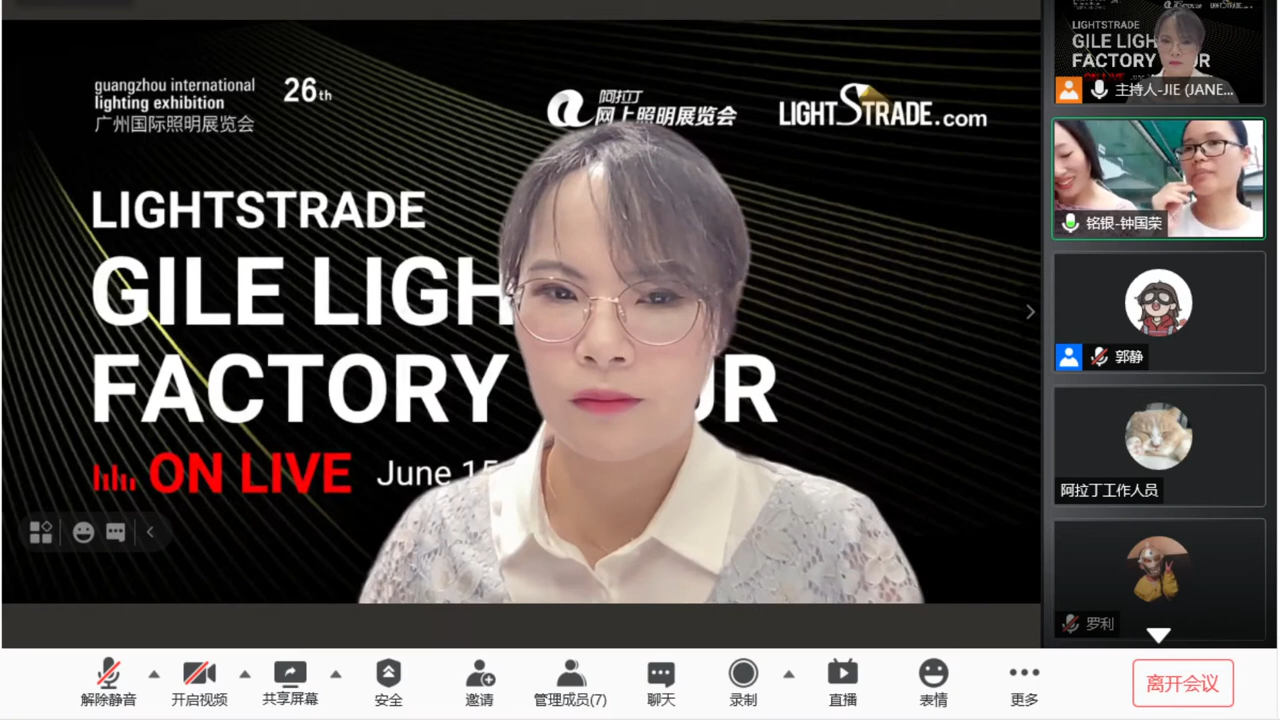 guangzhou international
lighting exhibition
广州国际照明展览会
26th
阿拉丁
网上照明展览会
LIGHTSTRADE.com
LIGHTSTRADE
GILE LIGH
FACTORY UR
ON LIVE June 15
LIGHTSTRADE
GILE LIGH
FACTORY R
主持人-JIE (JANE...
铭银-钟国荣
郭静
阿拉丁工作人员
罗利
解除静音
开启视频
共享屏幕
安全
邀请
管理成员(7)
聊天
录制
直播
表情
更多
离开会议